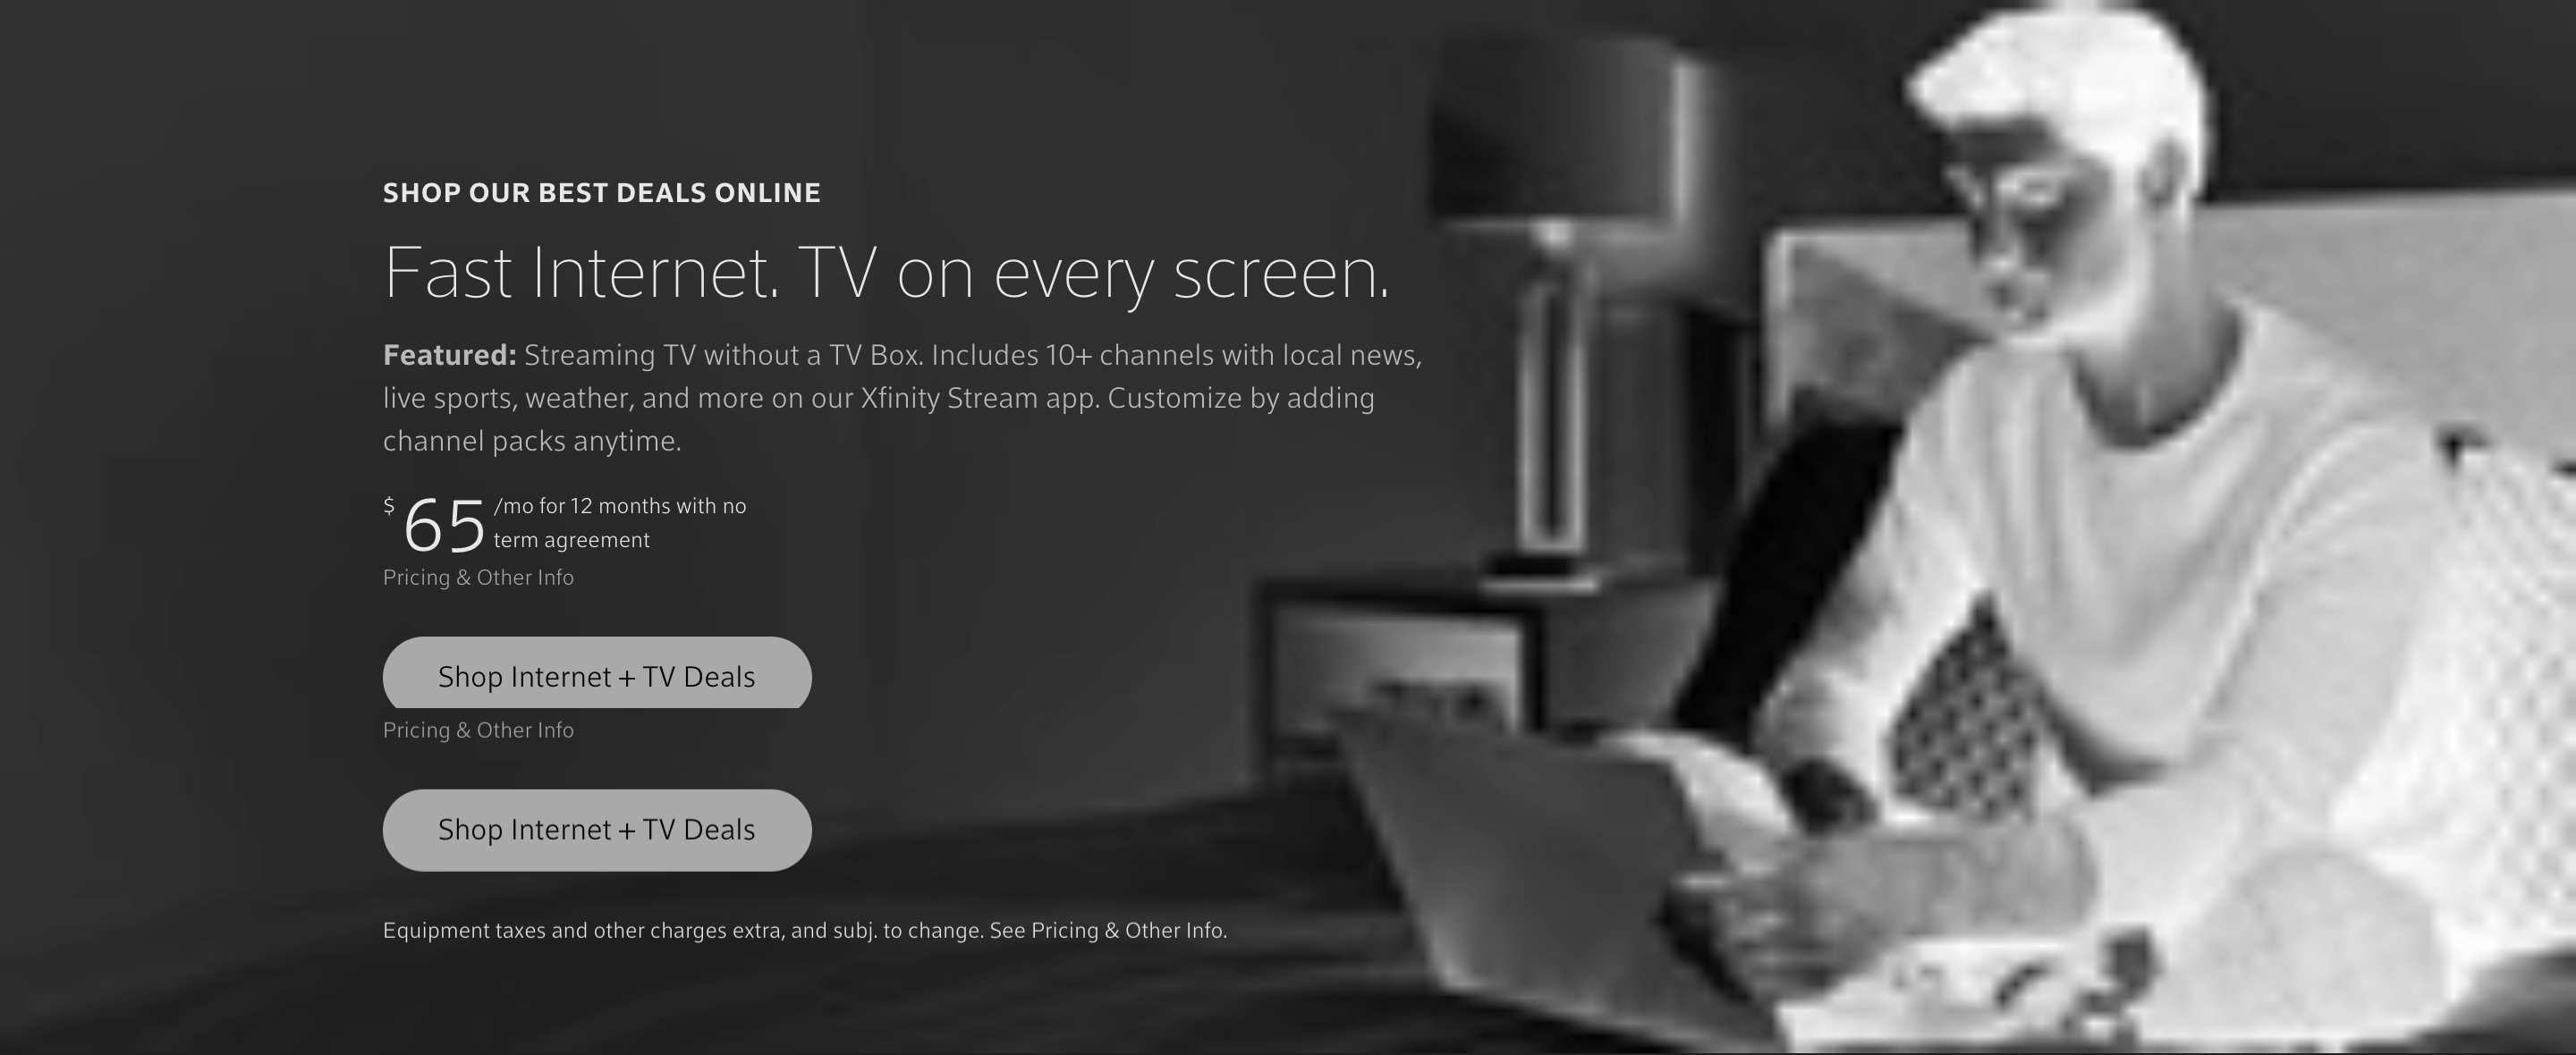 SHOP OUR BEST DEALS ONLINE
Fast Internet. TV on every screen.
Featured: Streaming TV without a TV Box. Includes 10+ channels with local news,
live sports, weather, and more on our Xfinity Stream app. Customize by adding
channel packs anytime.
$65/mo for 12 months with no
term agreement
Pricing & Other Info
Shop Internet + TV Deals
Pricing & Other Info
Shop Internet + TV Deals
Equipment taxes and other charges extra, and subj. to change. See Pricing & Other Info.